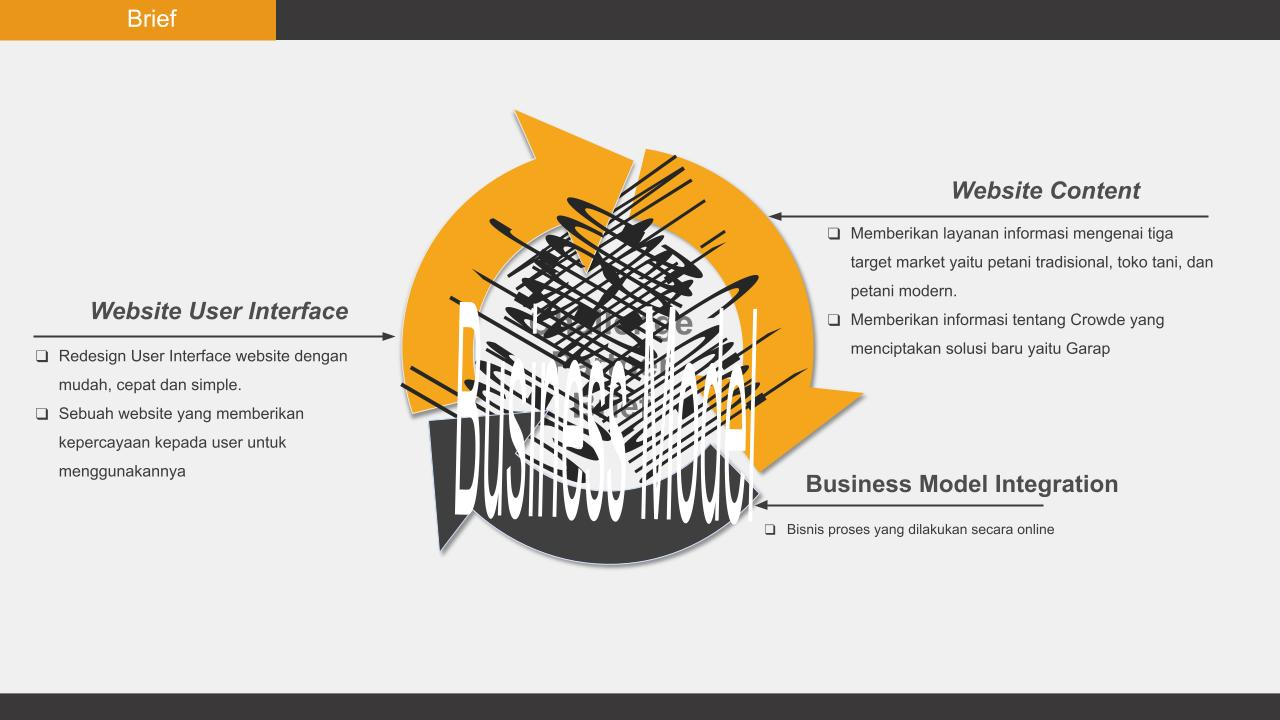 Brief
Website Content
❑ Memberikan layanan informasi mengenai tiga
target market yaitu petani tradisional, toko tani, dan
petani modern.
❑ Memberikan informasi tentang Crowde yang
menciptakan solusi baru yaitu Garap
Website User Interface
❑ Redesign User Interface website dengan
mudah, cepat dan simple.
❑ Sebuah website yang memberikan
kepercayaan kepada user untuk
menggunakannya
Business Model
Business Model Integration
❑ Bisnis proses yang dilakukan secara online